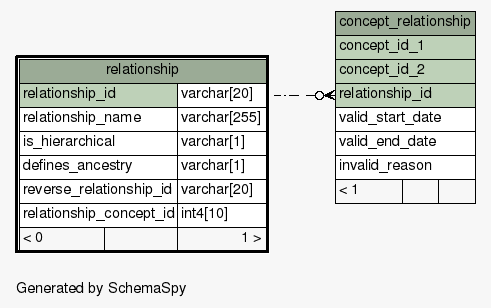 concept_relationship
concept_id_1
concept_id_2
relationship_id
valid_start_date
valid_end_date
invalid_reason
< 1
relationship
relationship_id varchar[20]
relationship_name varchar[255]
is_hierarchical varchar[1]
defines_ancestry varchar[1]
reverse_relationship_id varchar[20]
relationship_concept_id int4[10]
< 0 1 >
Generated by SchemaSpy